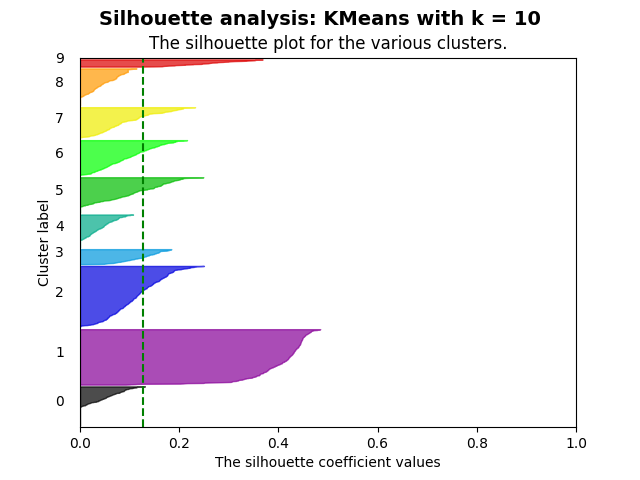 Silhouette analysis: KMeans with k = 10
The silhouette plot for the various clusters.
Cluster label
9
8
7
6
5
4
3
2
1
0
0.0 0.2 0.4 0.6 0.8 1.0
The silhouette coefficient values